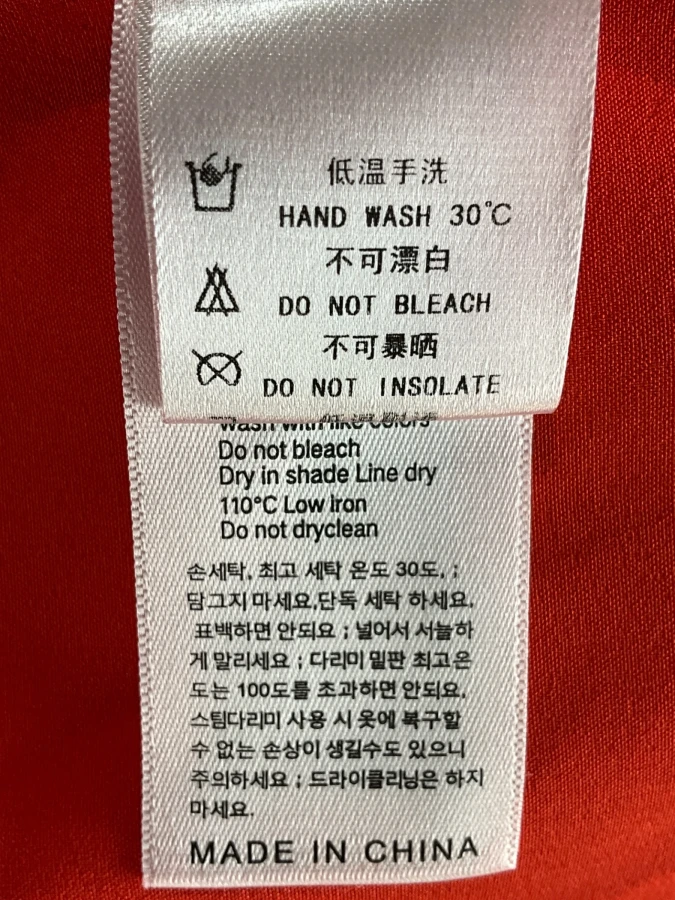 低温手洗
HAND WASH 30℃
不可漂白
DO NOT BLEACH
不可暴晒
DO NOT INSOLATE
wash with like colors
Do not bleach
Dry in shade Line dry
110°C Low Iron
Do not dryclean
손세탁, 최고 세탁 온도 30도, ;
담그지 마세요,단독 세탁 하세요.
표백하면 안되요 ; 널어서 서늘하
게 말리세요 ; 다리미 밑판 최고온
도는 100도를 초과하면 안되요.
스팀다리미 사용 시 옷에 복구할
수 없는 손상이 생길수도 있으니
주의하세요 ; 드라이클리닝은 하지
마세요.
MADE IN CHINA